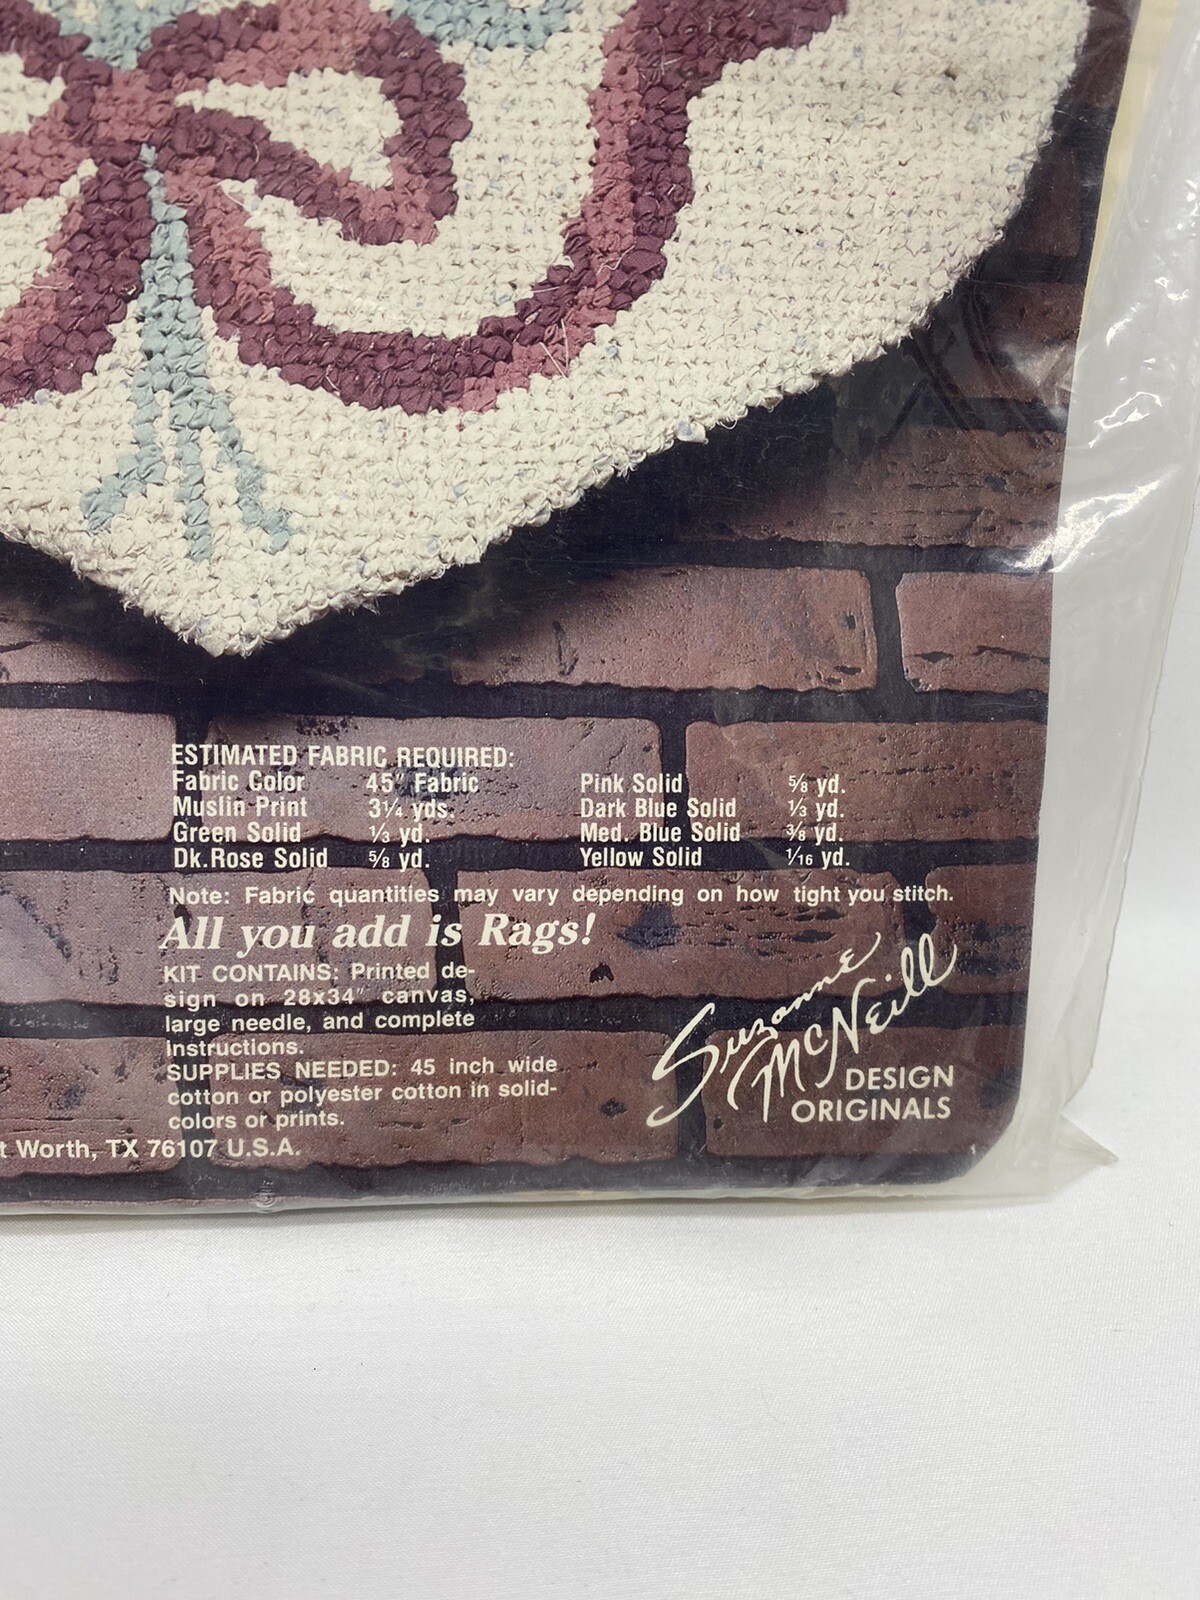 ESTIMATED FABRIC REQUIRED:
Fabric Color 45" Fabric Pink Solid ⅝ yd.
Muslin Print 3¼ yds. Dark Blue Solid ⅓ yd.
Green Solid ⅓ yd. Med. Blue Solid ⅜ yd.
Dk.Rose Solid ⅝ yd. Yellow Solid 1/16 yd.
Note: Fabric quantities may vary depending on how tight you stitch.
All you add is Rags!
KIT CONTAINS: Printed de-
sign on 28x34" canvas,
large needle, and complete
instructions.
SUPPLIES NEEDED: 45 inch wide
cotton or polyester cotton in solid-
colors or prints.
t Worth, TX 76107 U.S.A.
Suzanne
McNeill
DESIGN
ORIGINALS